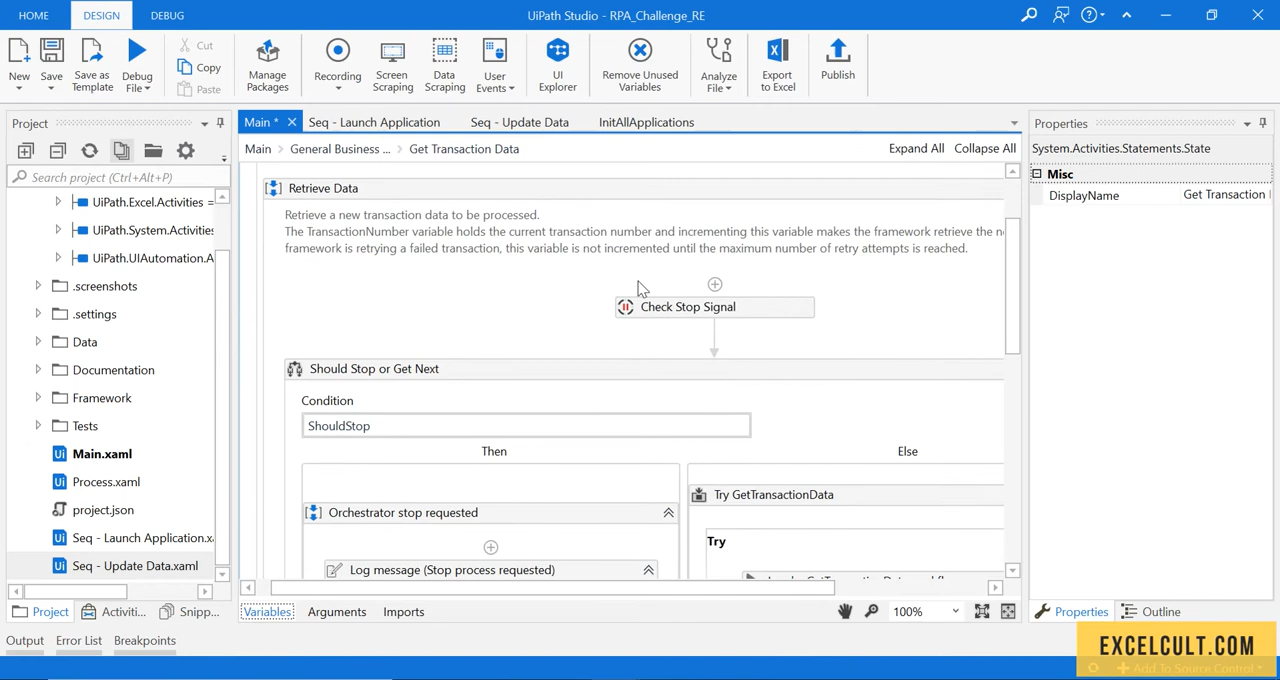 HOME
DESIGN
DEBUG
UiPath Studio - RPA_Challenge_RE
New
Save
Save as Template
Debug File
Cut
Copy
Paste
Manage Packages
Recording
Screen Scraping
Data Scraping
User Events
UI Explorer
Remove Unused Variables
Analyze File
Export to Excel
Publish
Project
Main *
Seq - Launch Application
Seq - Update Data
InitAllApplications
Properties
Main
General Business ...
Get Transaction Data
Expand All
Collapse All
System.Activities.Statements.State
Search project (Ctrl+Alt+P)
Misc
DisplayName
Get Transaction
UiPath.Excel.Activities =
UiPath.System.Activities
UiPath.UIAutomation.A
.screenshots
.settings
Data
Documentation
Framework
Tests
Main.xaml
Process.xaml
project.json
Seq - Launch Application.xa
Seq - Update Data.xaml
Retrieve Data
Retrieve a new transaction data to be processed.
The TransactionNumber variable holds the current transaction number and incrementing this variable makes the framework retrieve the ne
framework is retrying a failed transaction, this variable is not incremented until the maximum number of retry attempts is reached.
Check Stop Signal
Should Stop or Get Next
Condition
ShouldStop
Then
Else
Orchestrator stop requested
Try GetTransactionData
Try
Log message (Stop process requested)
Project
Activiti...
Snipp...
Variables
Arguments
Imports
100%
Properties
Outline
Output
Error List
Breakpoints
EXCELCULT.COM
Add To Source Control